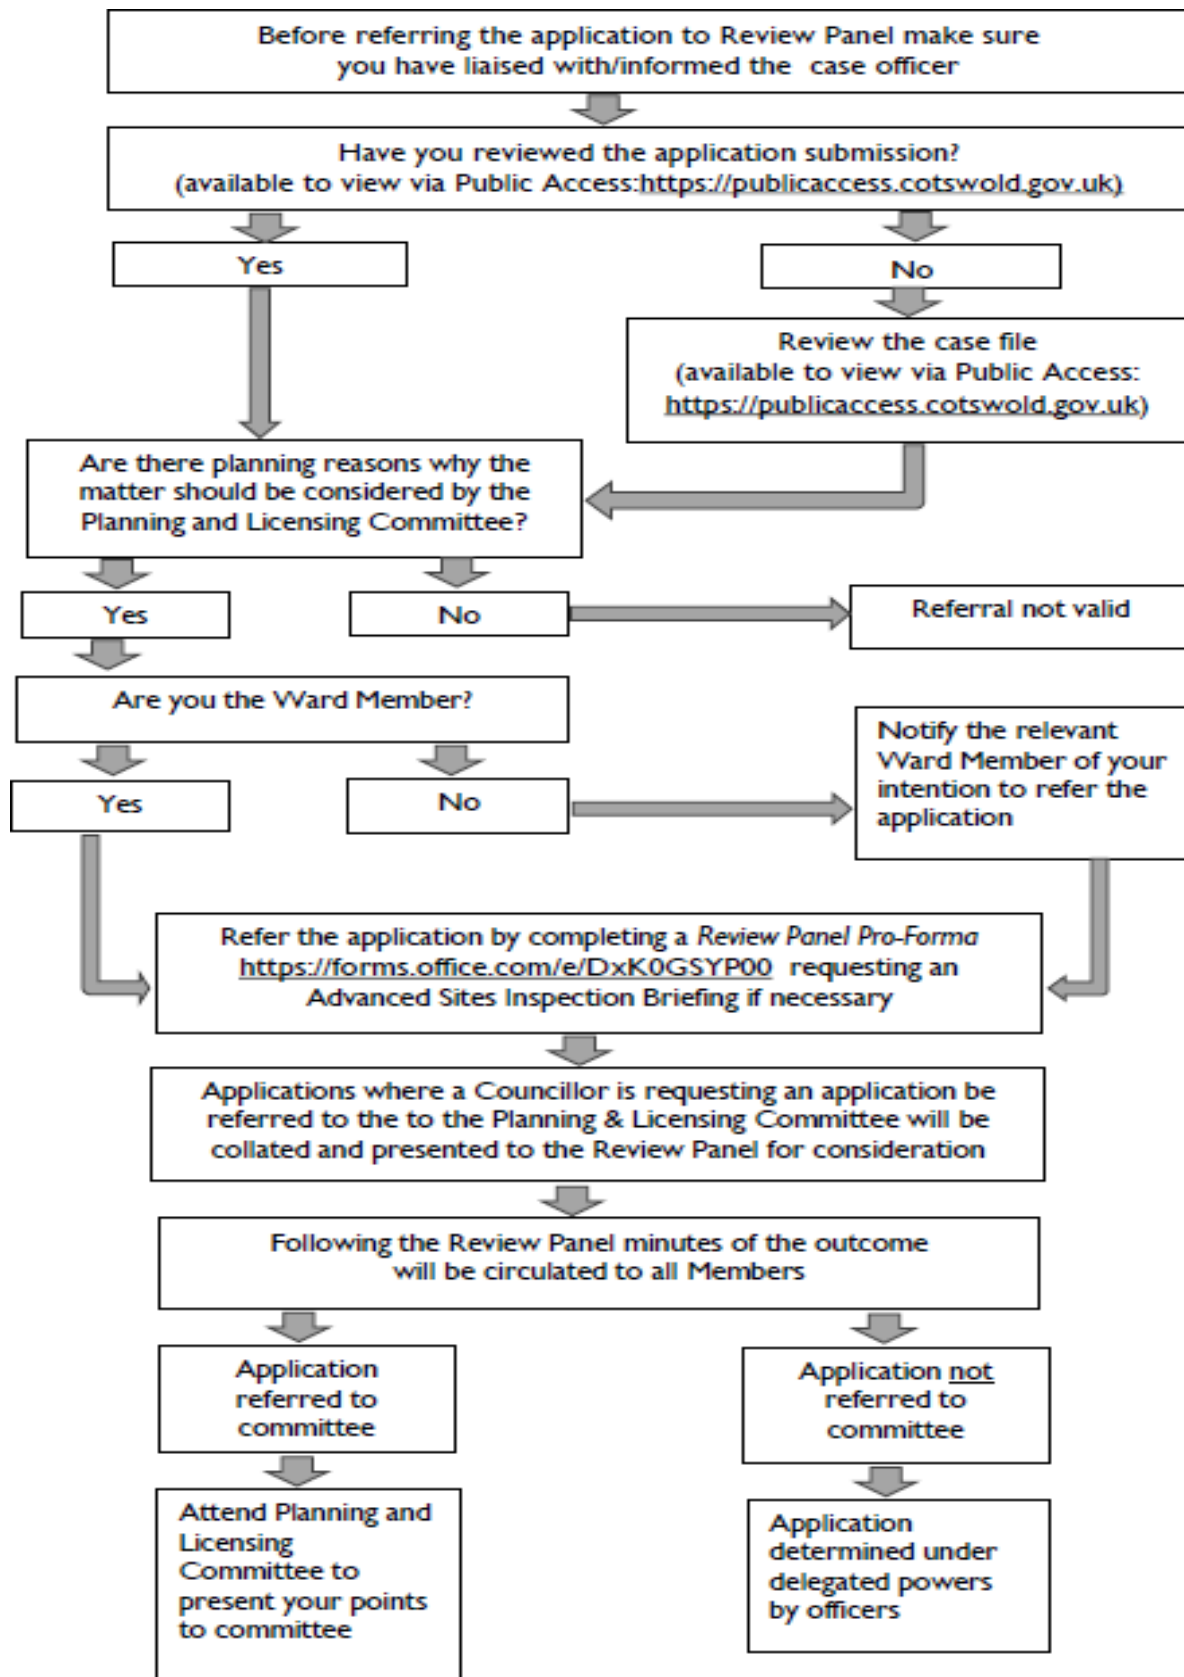 Before referring the application to Review Panel make sure
you have liaised with/informed the case officer
Have you reviewed the application submission?
(available to view via Public Access:https://publicaccess.cotswold.gov.uk)
Yes
No
Review the case file
(available to view via Public Access:
https://publicaccess.cotswold.gov.uk)
Are there planning reasons why the
matter should be considered by the
Planning and Licensing Committee?
Yes
No
Referral not valid
Are you the Ward Member?
Yes
No
Notify the relevant
Ward Member of your
intention to refer the
application
Refer the application by completing a Review Panel Pro-Forma
https://forms.office.com/e/DxK0GSYP00 requesting an
Advanced Sites Inspection Briefing if necessary
Applications where a Councillor is requesting an application be
referred to the to the Planning & Licensing Committee will be
collated and presented to the Review Panel for consideration
Following the Review Panel minutes of the outcome
will be circulated to all Members
Application
referred to
committee
Application not
referred to
committee
Attend Planning and
Licensing
Committee to
present your points
to committee
Application
determined under
delegated powers
by officers